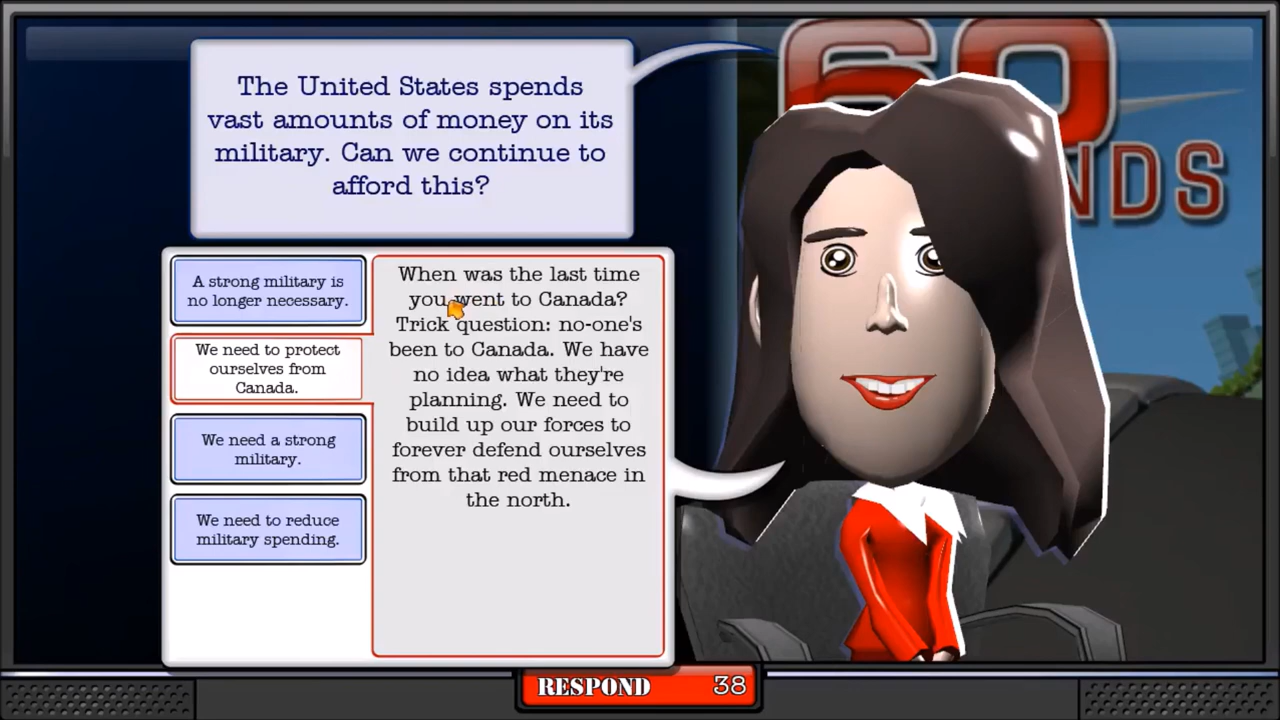 60
NDS
The United States spends
vast amounts of money on its
military. Can we continue to
afford this?
A strong military is
no longer necessary.
We need to protect
ourselves from
Canada.
We need a strong
military.
We need to reduce
military spending.
When was the last time
you went to Canada?
Trick question: no-one's
been to Canada. We have
no idea what they're
planning. We need to
build up our forces to
forever defend ourselves
from that red menace in
the north.
RESPOND 38